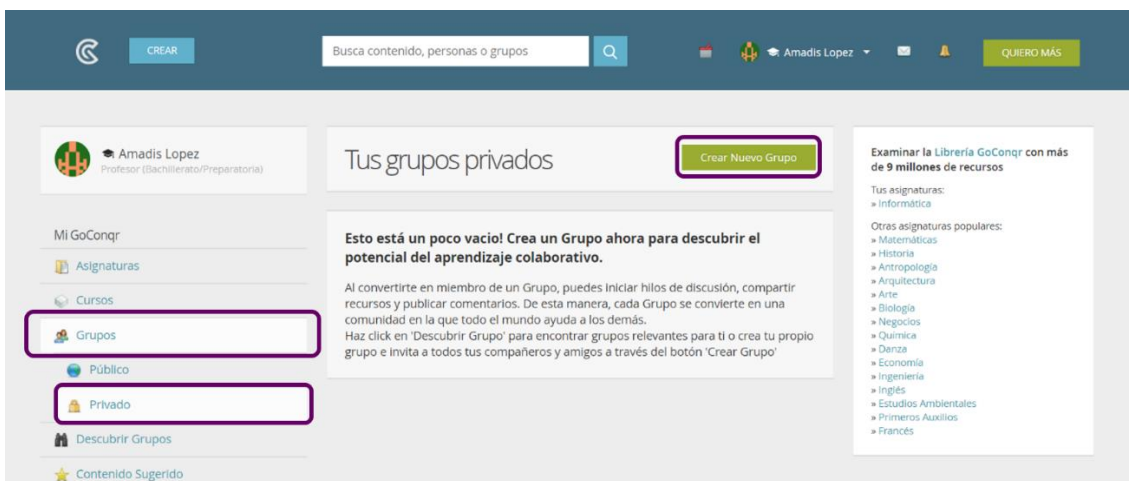 CREAR
Busca contenido, personas o grupos
Amadis Lopez
QUIERO MÁS
Amadis Lopez
Profesor (Bachillerato/Preparatoria)
Mi GoConqr
Asignaturas
Cursos
Grupos
Público
Privado
Descubrir Grupos
Contenido Sugerido
Tus grupos privados
Crear Nuevo Grupo
Esto está un poco vacio! Crea un Grupo ahora para descubrir el
potencial del aprendizaje colaborativo.
Al convertirte en miembro de un Grupo, puedes iniciar hilos de discusión, compartir
recursos y publicar comentarios. De esta manera, cada Grupo se convierte en una
comunidad en la que todo el mundo ayuda a los demás.
Haz click en 'Descubrir Grupo' para encontrar grupos relevantes para ti o crea tu propio
grupo e invita a todos tus compañeros y amigos a través del botón 'Crear Grupo'
Examinar la Librería GoConqr con más
de 9 millones de recursos
Tus asignaturas:
» Informática
Otras asignaturas populares:
» Matemáticas
» Historia
» Antropología
» Arquitectura
» Arte
» Biología
» Negocios
» Química
» Danza
» Economía
» Ingeniería
» Inglés
» Estudios Ambientales
» Primeros Auxilios
» Francés